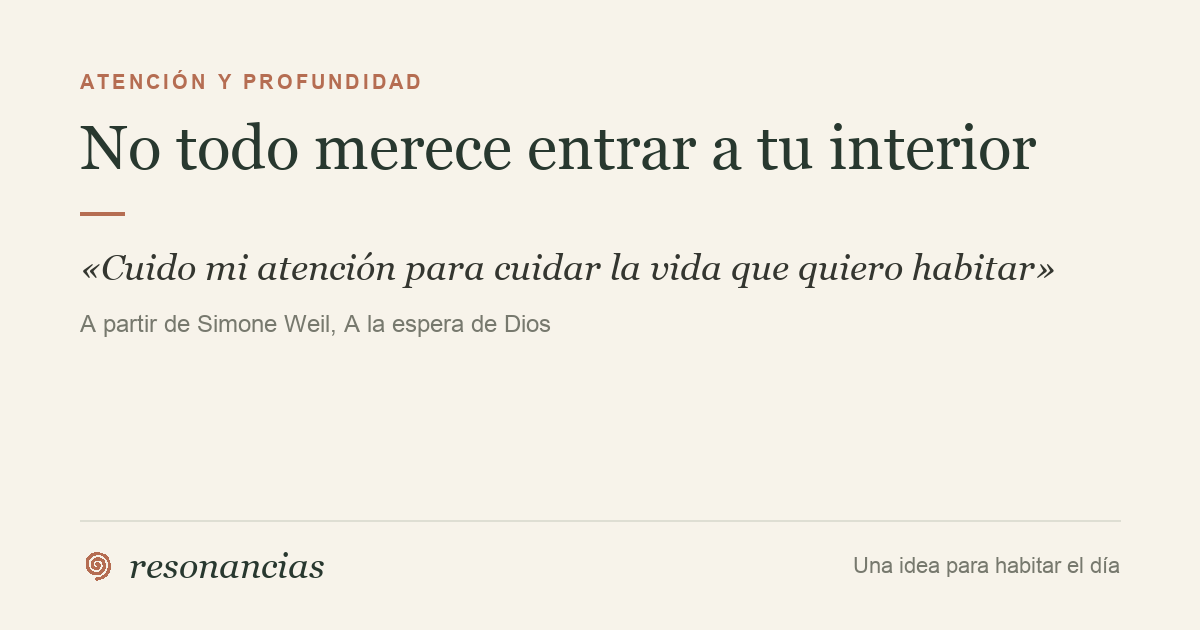 ATENCIÓN Y PROFUNDIDAD
No todo merece entrar a tu interior
«Cuido mi atención para cuidar la vida que quiero habitar»
A partir de Simone Weil, A la espera de Dios
resonancias
Una idea para habitar el día